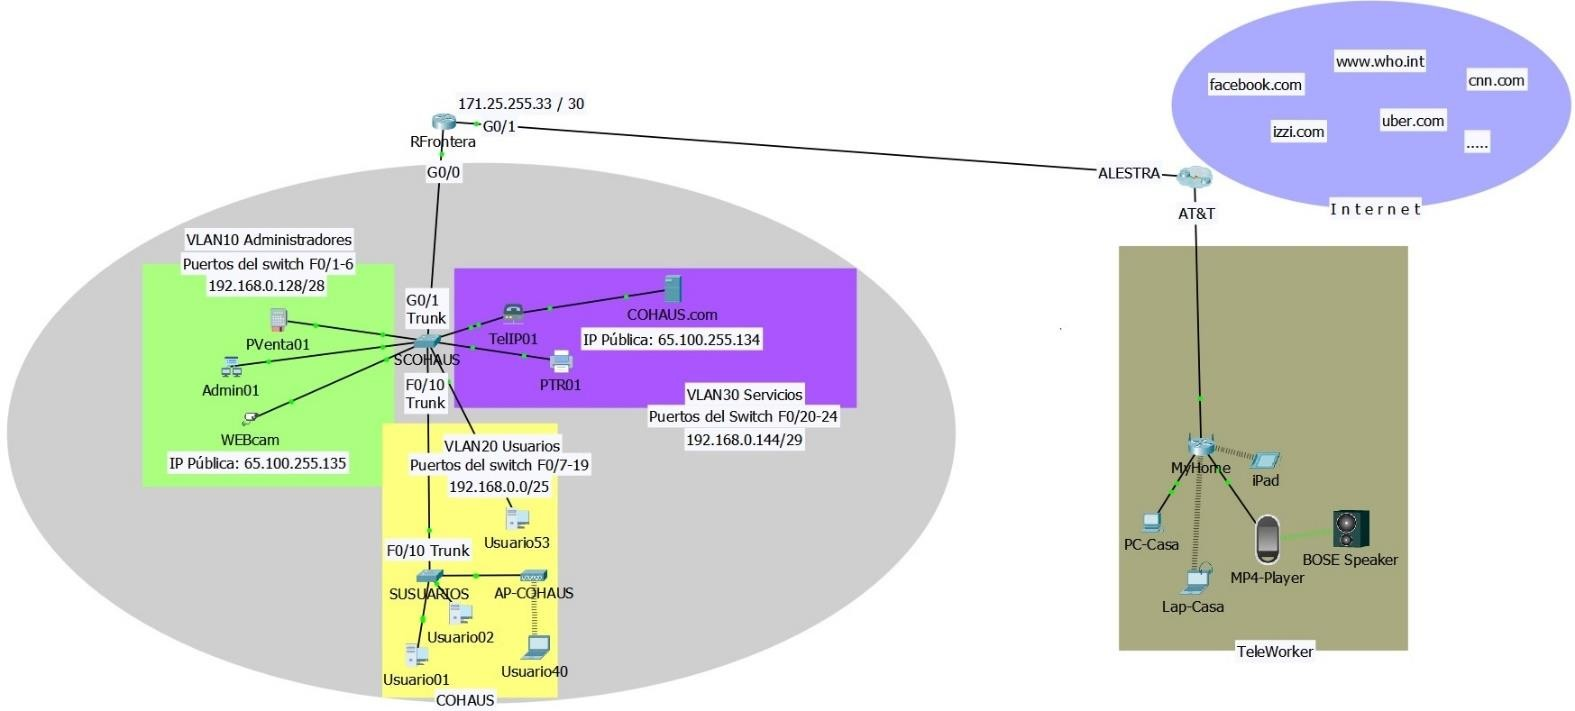 171.25.255.33 / 30
G0/1
RFrontera
G0/0
ALESTRA
AT&T
www.who.int
facebook.com
cnn.com
uber.com
izzi.com
.....
Internet
VLAN10 Administradores
Puertos del switch F0/1-6
192.168.0.128/28
PVenta01
Admin01
WEBcam
IP Pública: 65.100.255.135
G0/1
Trunk
SCOHAUS
F0/10
Trunk
TelIP01
COHAUS.com
IP Pública: 65.100.255.134
PTR01
VLAN30 Servicios
Puertos del Switch F0/20-24
192.168.0.144/29
VLAN20 Usuarios
Puertos del switch F0/7-19
192.168.0.0/25
Usuario53
F0/10 Trunk
SUSUARIOS
AP-COHAUS
Usuario02
Usuario01
Usuario40
COHAUS
MyHome
iPad
PC-Casa
MP4-Player
BOSE Speaker
Lap-Casa
TeleWorker